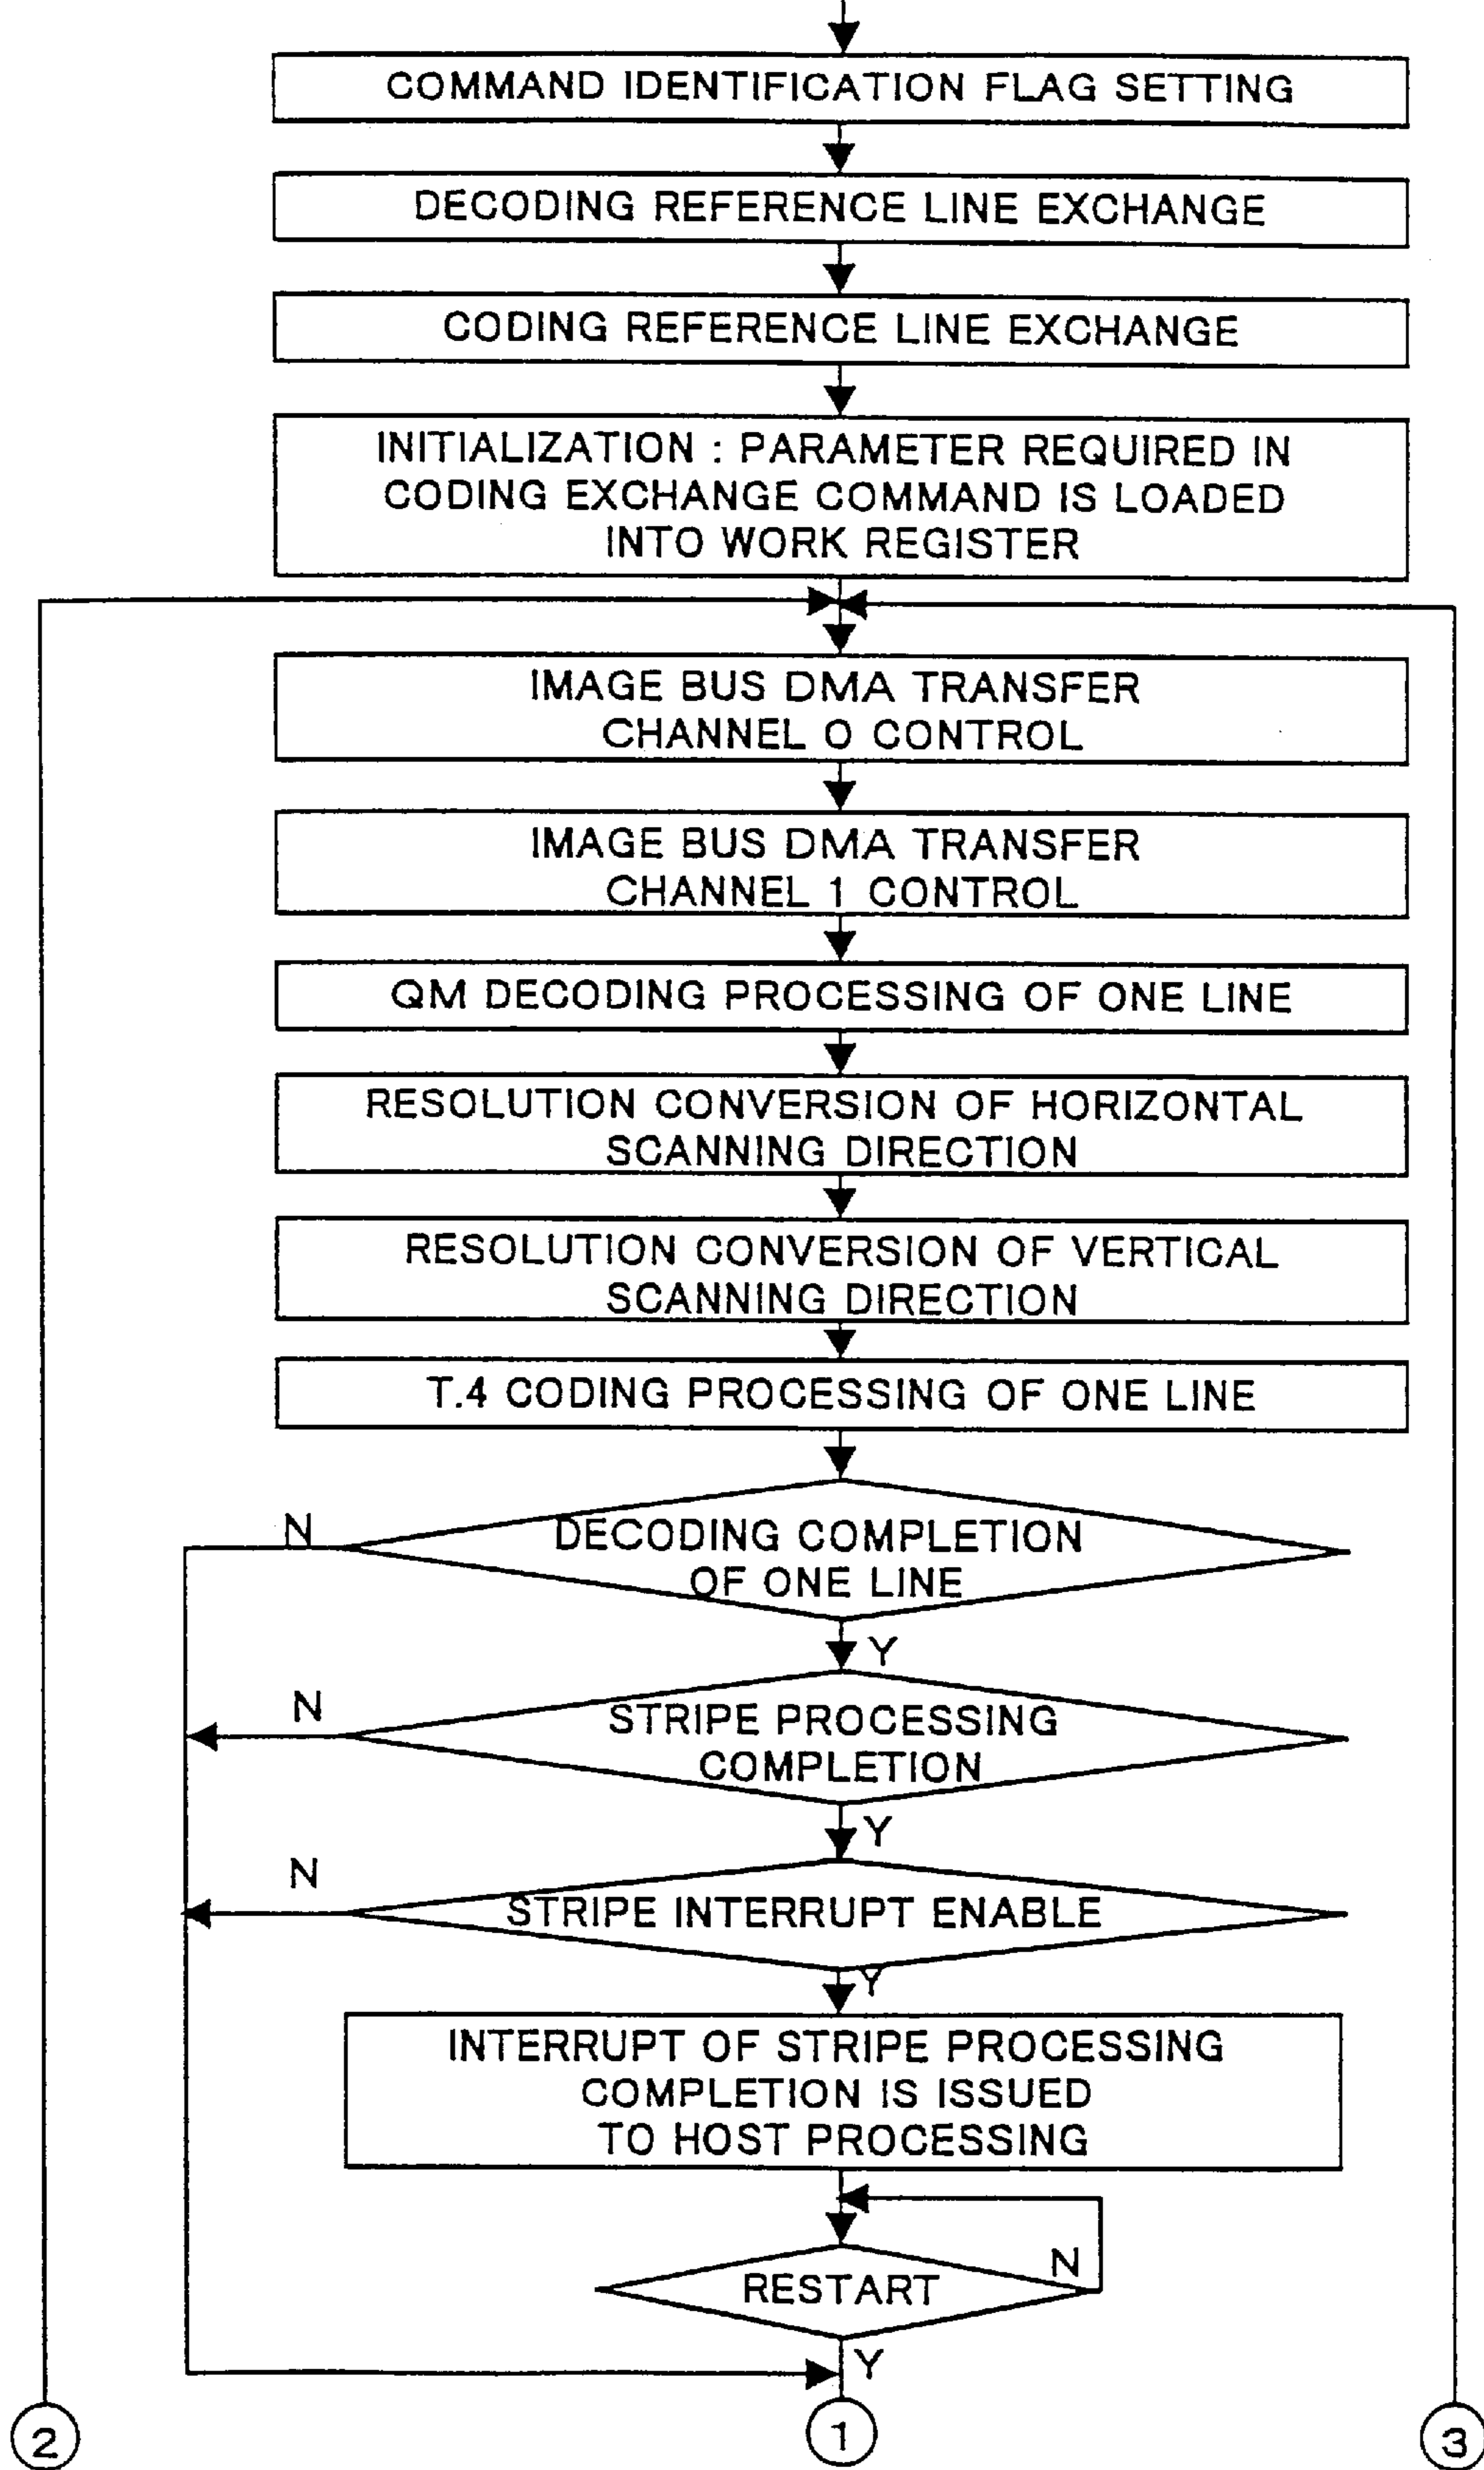 COMMAND IDENTIFICATION FLAG SETTING
DECODING REFERENCE LINE EXCHANGE
CODING REFERENCE LINE EXCHANGE
INITIALIZATION : PARAMETER REQUIRED IN
CODING EXCHANGE COMMAND IS LOADED
INTO WORK REGISTER
IMAGE BUS DMA TRANSFER
CHANNEL 0 CONTROL
IMAGE BUS DMA TRANSFER
CHANNEL 1 CONTROL
QM DECODING PROCESSING OF ONE LINE
RESOLUTION CONVERSION OF HORIZONTAL
SCANNING DIRECTION
RESOLUTION CONVERSION OF VERTICAL
SCANNING DIRECTION
T.4 CODING PROCESSING OF ONE LINE
N
DECODING COMPLETION
OF ONE LINE
Y
N
STRIPE PROCESSING
COMPLETION
Y
N
STRIPE INTERRUPT ENABLE
Y
INTERRUPT OF STRIPE PROCESSING
COMPLETION IS ISSUED
TO HOST PROCESSING
N
RESTART
Y
2
1
3